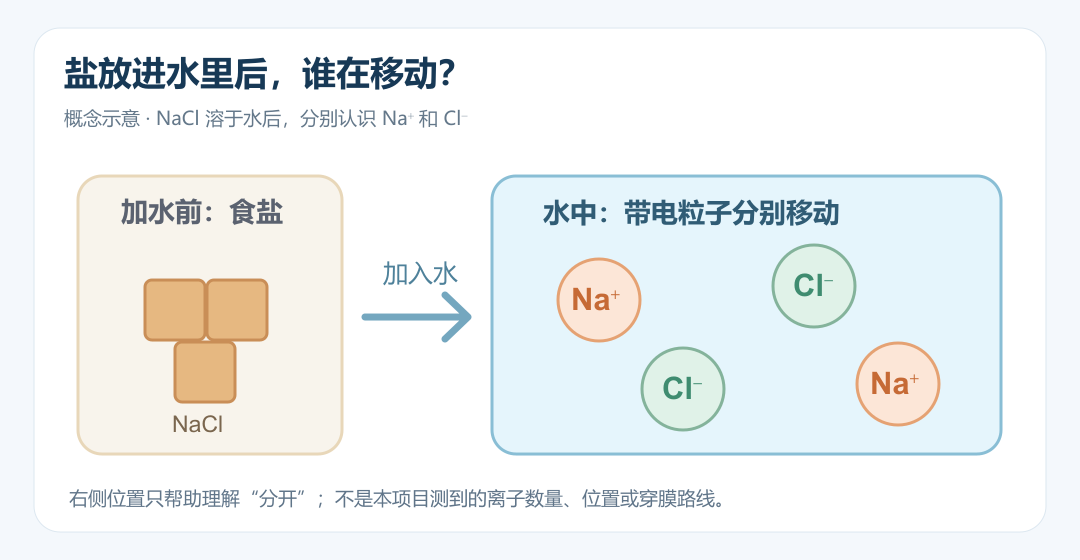 盐放进水里后，谁在移动？
概念示意 · NaCl 溶于水后，分别认识 Na⁺ 和 Cl⁻
加水前：食盐
水中：带电粒子分别移动
加入水
Na⁺
Cl⁻
Cl⁻
Na⁺
NaCl
右侧位置只帮助理解“分开”；不是本项目测到的离子数量、位置或穿膜路线。